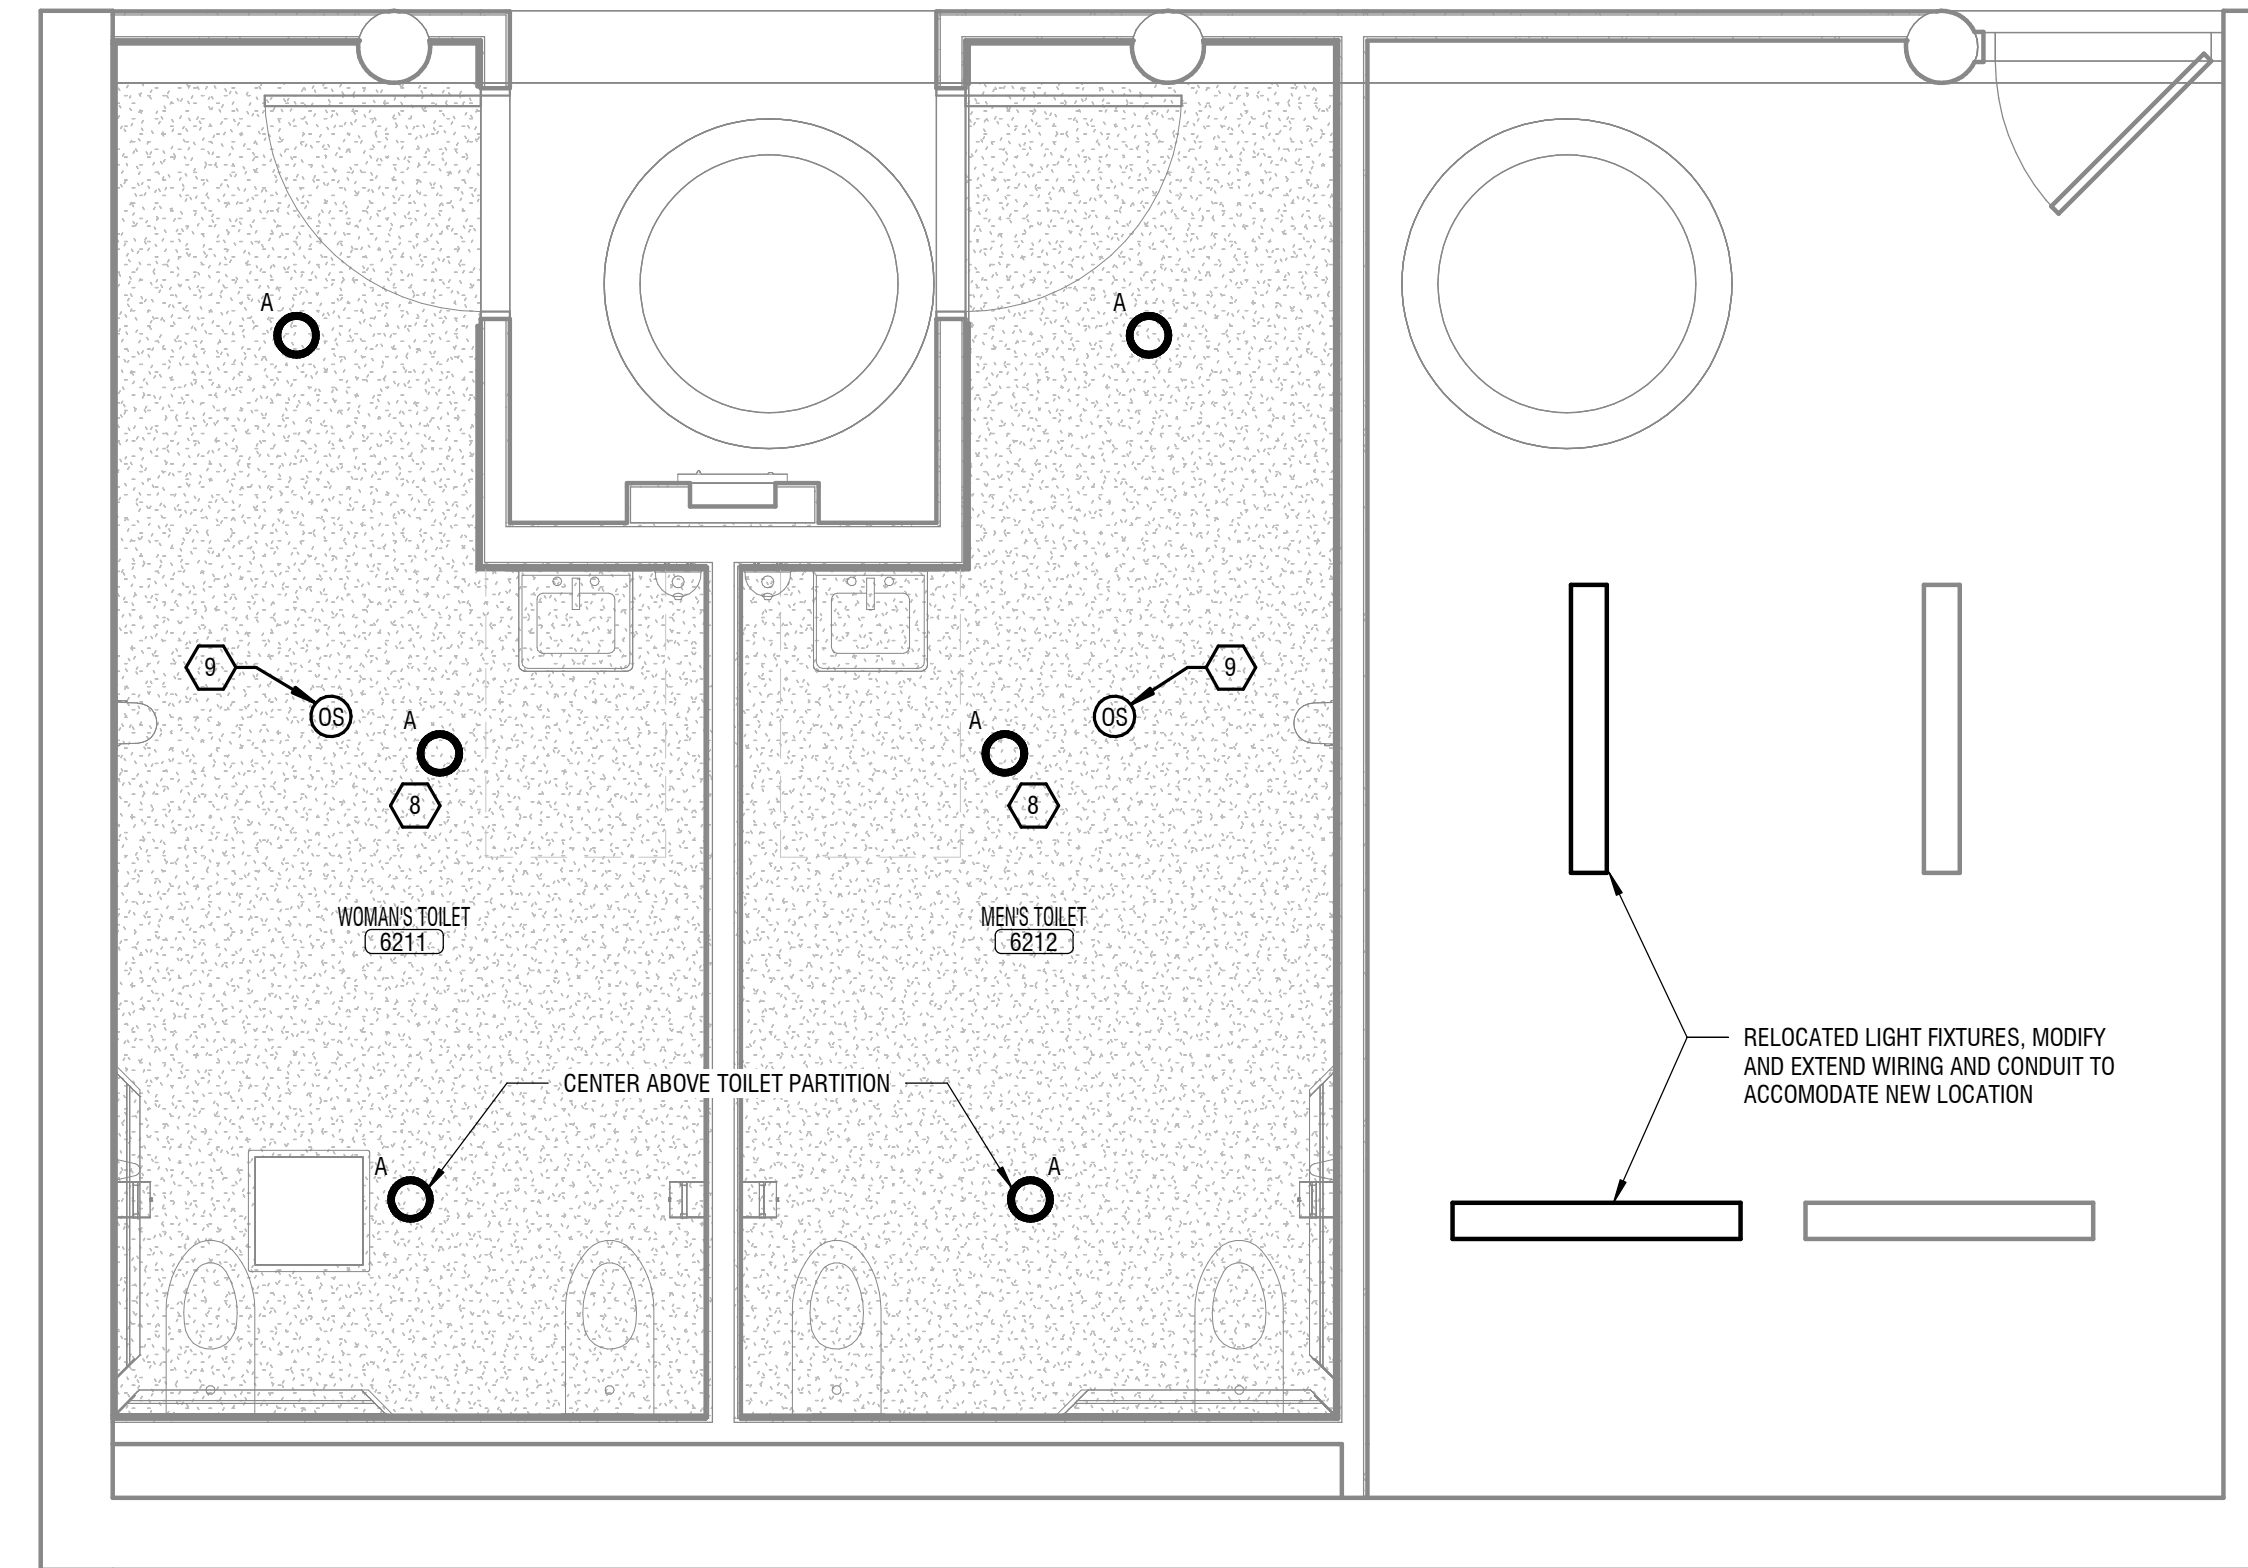 A
A
9
9
OS
A
A
OS
8
8
WOMAN'S TOILET
6211
MEN'S TOILET
6212
RELOCATED LIGHT FIXTURES, MODIFY
AND EXTEND WIRING AND CONDUIT TO
ACCOMODATE NEW LOCATION
CENTER ABOVE TOILET PARTITION
A
A